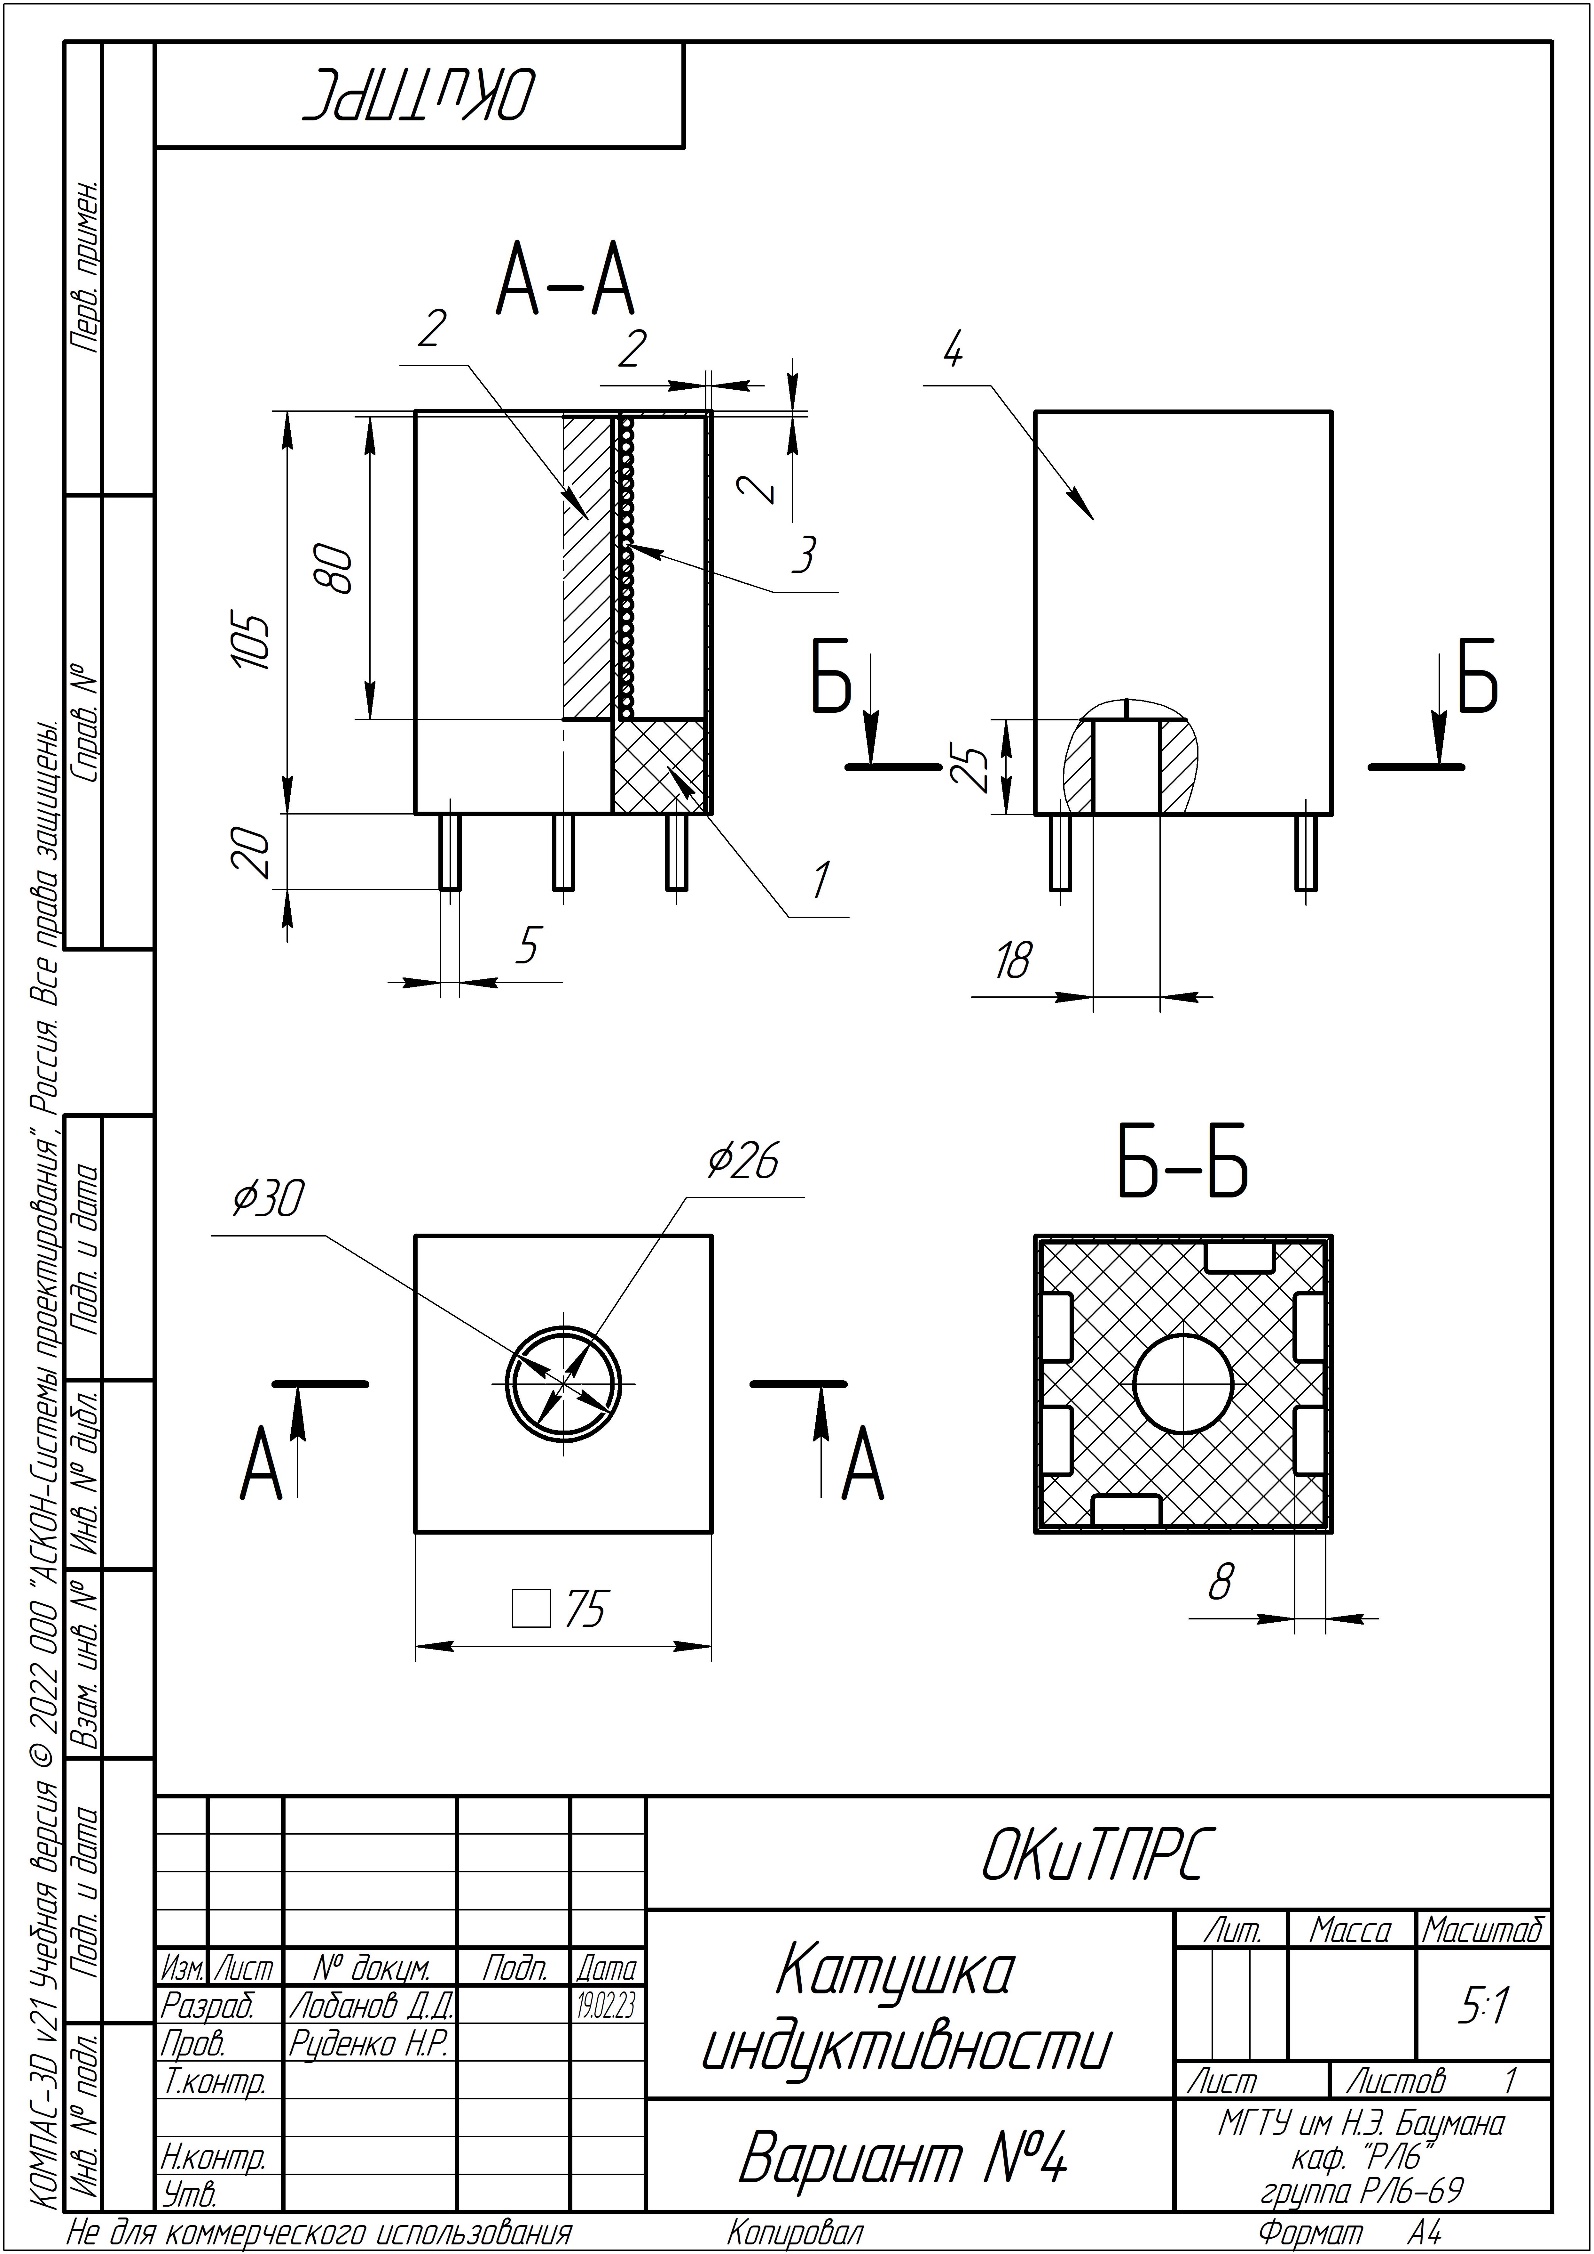 ОКиТПРС
А-А
2
2
4
2
3
80
105
Б
Б
25
20
1
5
18
Б-Б
⌀26
⌀30
А
А
□ 75
8
Перв. примен.
Справ. №
Подп. и дата
Инв. № дубл.
Взам. инв. №
Подп. и дата
Инв. № подл.
КОМПАС-3D v21 Учебная версия © 2022 ООО "АСКОН-Системы проектирования", Россия. Все права защищены.
ОКиТПРС
Лит. Масса Масштаб
Катушка
индуктивности
5:1
Изм. Лист № докум. Подп. Дата
Разраб. Лобанов Д.Д. 19.02.23
Пров. Руденко Н.Р.
Т.контр.
Лист Листов 1
Вариант №4
МГТУ им Н.Э. Баумана
каф. "РЛ6"
группа РЛ6-69
Н.контр.
Утв.
Не для коммерческого использования Копировал Формат А4